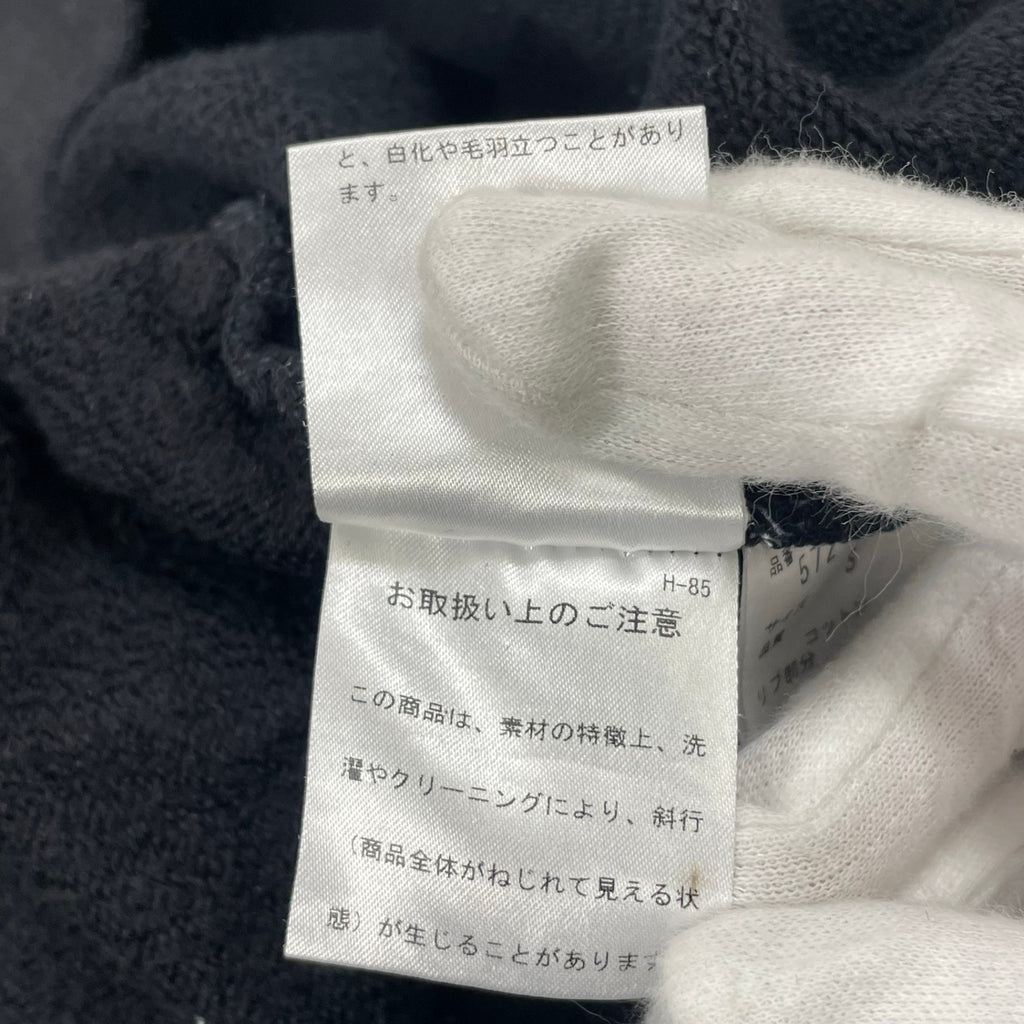 と、白化や毛羽立つことがあり
ます。
H-85
お取扱い上のご注意
この商品は、素材の特徴上、洗
濯やクリーニングにより、斜行
（商品全体がねじれて見える状
態）が生じることがあります
品番
サイズ
リブ部分